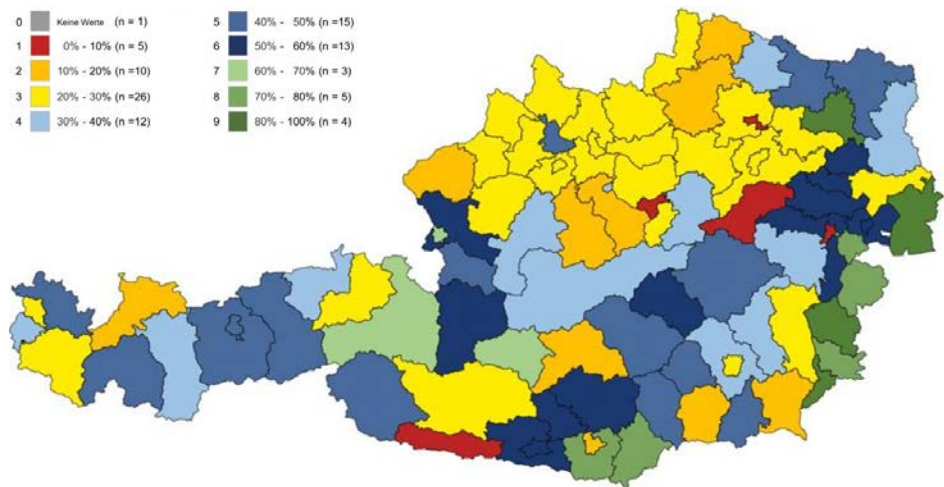 0 Keine Werte (n = 1)
1 0% - 10% (n = 5)
2 10% - 20% (n =10)
3 20% - 30% (n =26)
4 30% - 40% (n =12)
5 40% - 50% (n =15)
6 50% - 60% (n =13)
7 60% - 70% (n = 3)
8 70% - 80% (n = 5)
9 80% - 100% (n = 4)